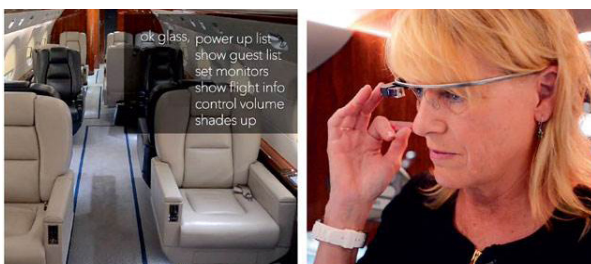 ok glass, power up list
show guest list
set monitors
show flight info
control volume
shades up